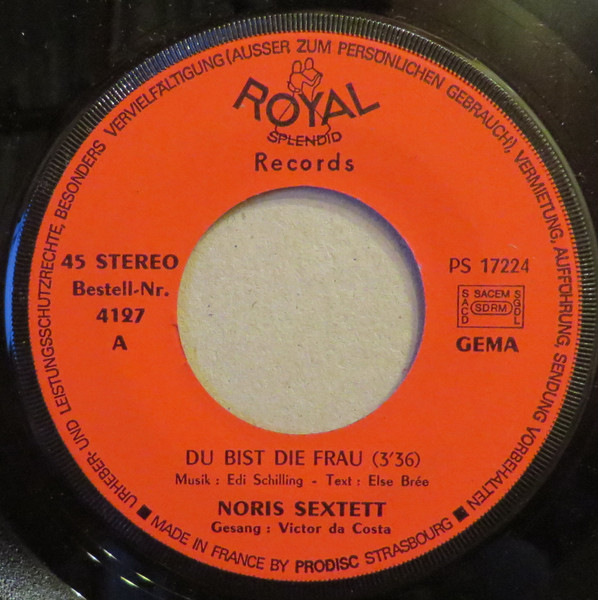 URHEBER- UND LEISTUNGSSCHUTZRECHTE, BESONDERS VERVIELFÄLTIGUNG (AUSSER ZUM PERSÖNLICHEN GEBRAUCH), VERMIETUNG, AUFFÜHRUNG, SENDUNG VORBEHALTEN
ROYAL
SPLENDID
Records
45 STEREO
Bestell-Nr.
4127
A
PS 17224
SACD SACEM SDRM SGDL
GEMA
DU BIST DIE FRAU (3'36)
Musik : Edi Schilling - Text : Else Brée
NORIS SEXTETT
Gesang : Victor da Costa
■ MADE IN FRANCE BY PRODISC STRASBOURG ■